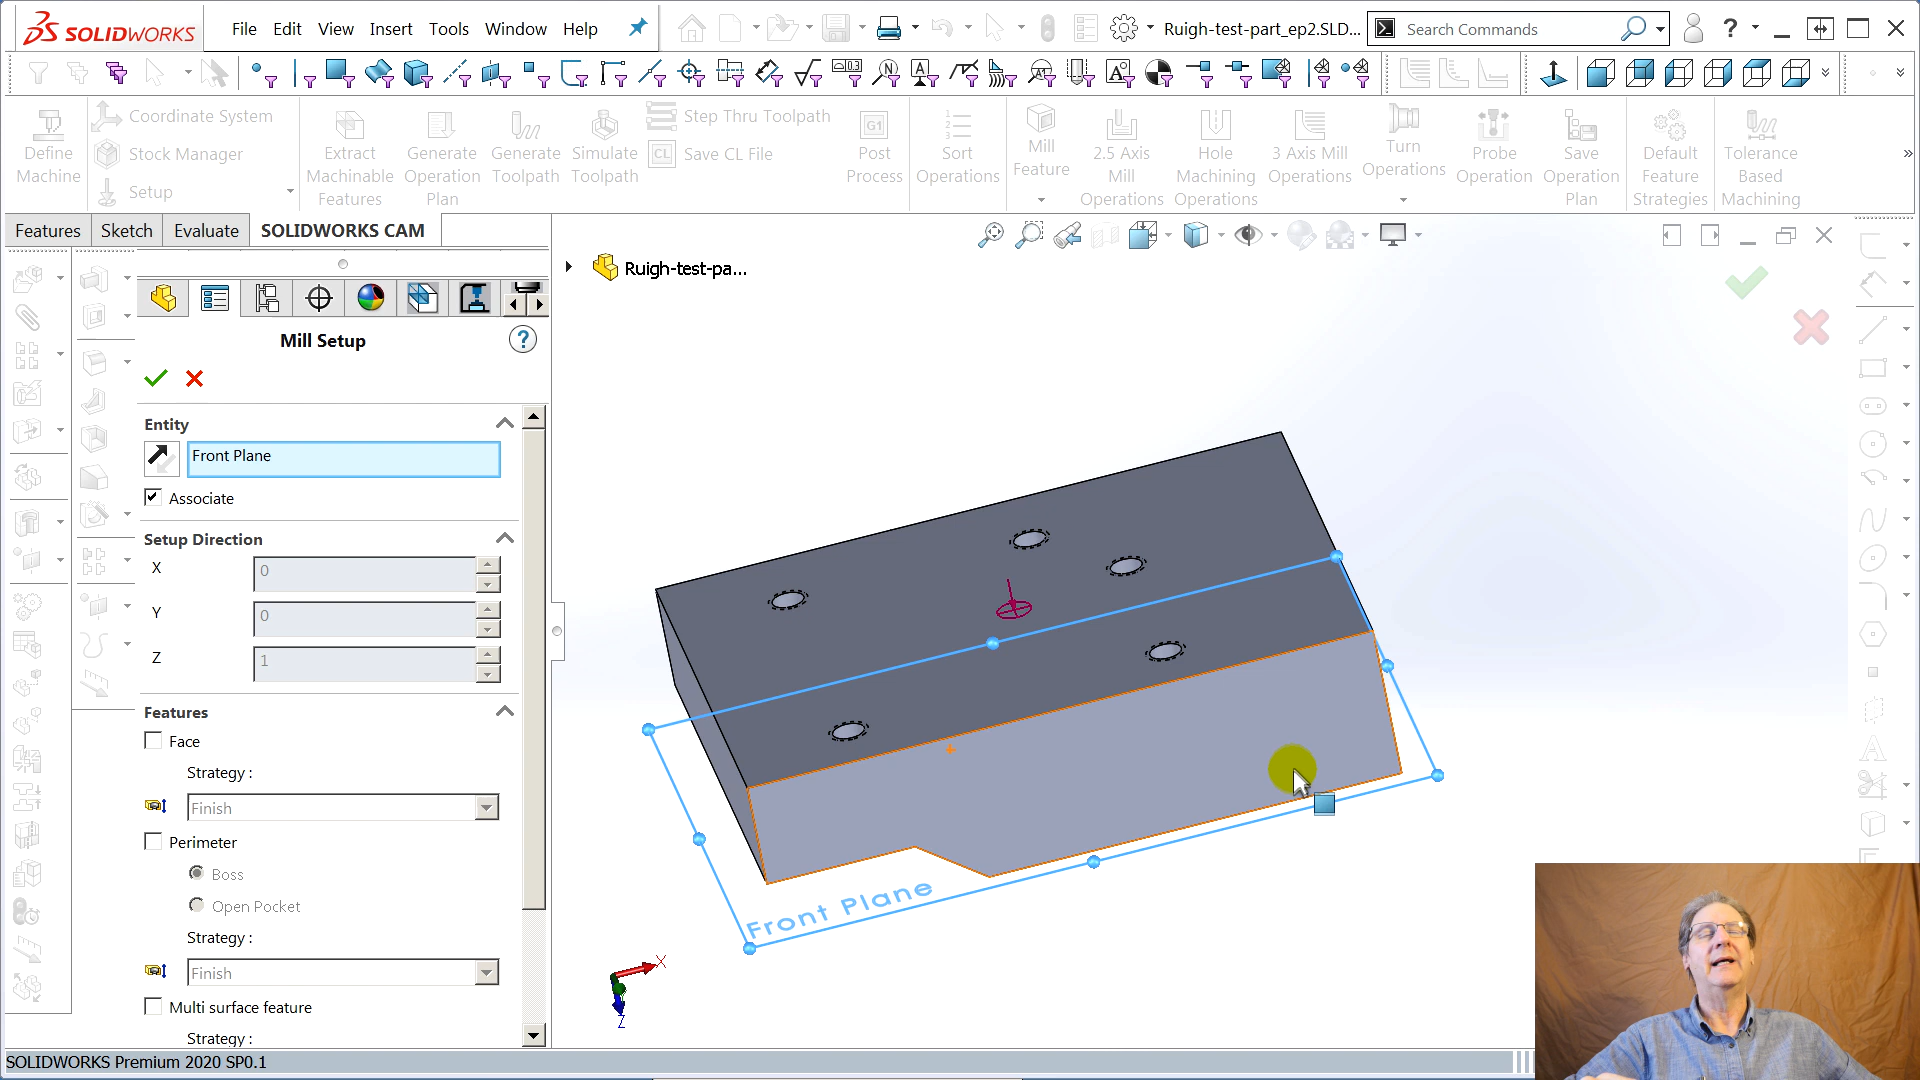 SOLIDWORKS
File Edit View Insert Tools Window Help
Ruigh-test-part_ep2.SLD...
Search Commands
?
Define Machine
Coordinate System
Stock Manager
Setup
Extract Machinable Features
Generate Operation Plan
Generate Toolpath
Simulate Toolpath
Step Thru Toolpath
CL Save CL File
G1
Post Process
Sort Operations
Mill Feature
2.5 Axis Mill Operations
Hole Machining Operations
3 Axis Mill Operations
Turn Operations
Probe Operation
Save Operation Plan
Default Feature Strategies
Tolerance Based Machining
Features Sketch Evaluate SOLIDWORKS CAM
Ruigh-test-pa...
Mill Setup
?
Entity
Front Plane
Associate
Setup Direction
X 0
Y 0
Z 1
Features
Face
Strategy :
Finish
Perimeter
Boss
Open Pocket
Strategy :
Finish
Multi surface feature
Strategy :
Front Plane
X
Z
SOLIDWORKS Premium 2020 SP0.1